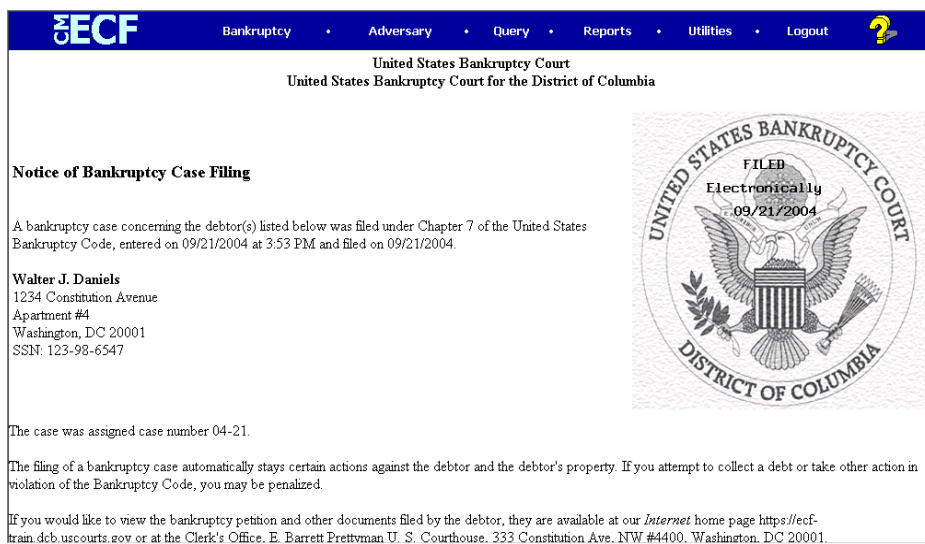 CM ECF Bankruptcy • Adversary • Query • Reports • Utilities • Logout ?
United States Bankruptcy Court
United States Bankruptcy Court for the District of Columbia
UNITED STATES BANKRUPTCY COURT
FILED
Electronically
09/21/2004
DISTRICT OF COLUMBIA
Notice of Bankruptcy Case Filing
A bankruptcy case concerning the debtor(s) listed below was filed under Chapter 7 of the United States
Bankruptcy Code, entered on 09/21/2004 at 3:53 PM and filed on 09/21/2004.
Walter J. Daniels
1234 Constitution Avenue
Apartment #4
Washington, DC 20001
SSN: 123-98-6547
The case was assigned case number 04-21.
The filing of a bankruptcy case automatically stays certain actions against the debtor and the debtor's property. If you attempt to collect a debt or take other action in
violation of the Bankruptcy Code, you may be penalized.
If you would like to view the bankruptcy petition and other documents filed by the debtor, they are available at our Internet home page https://ecf-
train.dcb.uscourts.gov or at the Clerk's Office, E. Barrett Prettyman U. S. Courthouse, 333 Constitution Ave, NW #4400, Washington, DC 20001.